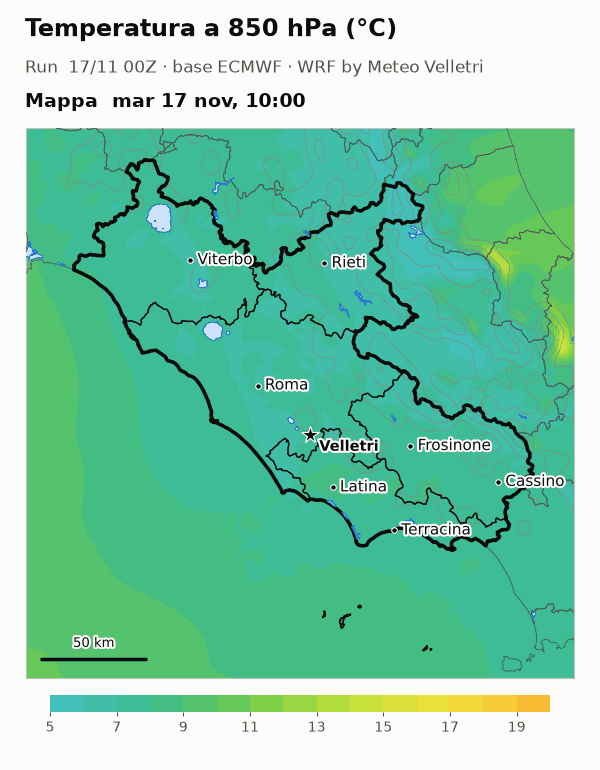 Temperatura a 850 hPa (°C)
Run  17/11 00Z · base ECMWF · WRF by Meteo Velletri
Mappa  mar 17 nov, 10:00
Viterbo
Rieti
Roma
Velletri
Frosinone
Latina
Cassino
Terracina
50 km
5 7 9 11 13 15 17 19